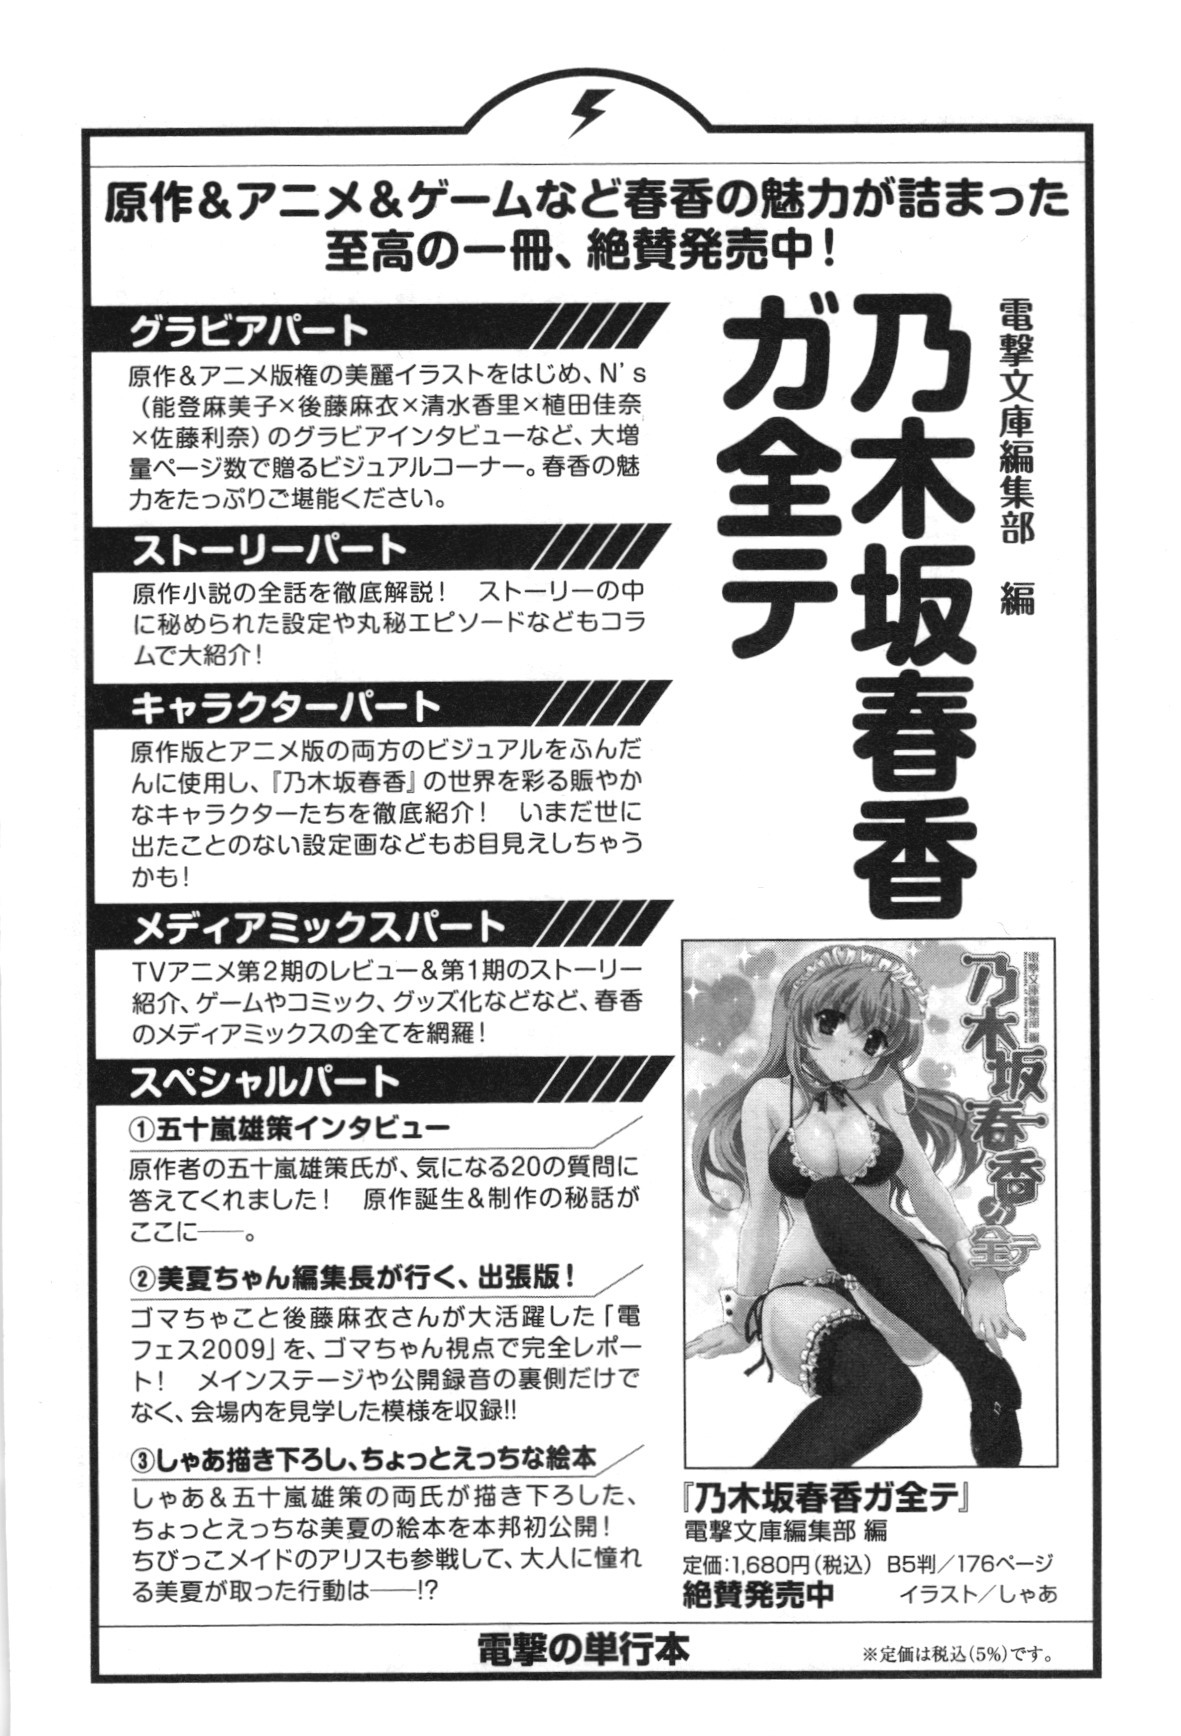 原作&アニメ&ゲームなど春香の魅力が詰まった
至高の一冊、絶賛発売中!
電撃文庫編集部 編
乃木坂春香
ガ全テ
グラビアパート
原作&アニメ版権の美麗イラストをはじめ、N's
(能登麻美子×後藤麻衣×清水香里×植田佳奈
×佐藤利奈)のグラビアインタビューなど、大増
量ページ数で贈るビジュアルコーナー。春香の魅
力をたっぷりご堪能ください。
ストーリーパート
原作小説の全話を徹底解説! ストーリーの中
に秘められた設定や丸秘エピソードなどもコラ
ムで大紹介!
キャラクターパート
原作版とアニメ版の両方のビジュアルをふんだ
んに使用し、『乃木坂春香』の世界を彩る賑やか
なキャラクターたちを徹底紹介! いまだ世に
出たことのない設定画などもお目見えしちゃう
かも!
メディアミックスパート
TVアニメ第2期のレビュー&第1期のストーリー
紹介、ゲームやコミック、グッズ化などなど、春香
のメディアミックスの全てを網羅!
スペシャルパート
①五十嵐雄策インタビュー
原作者の五十嵐雄策氏が、気になる20の質問に
答えてくれました! 原作誕生&制作の秘話が
ここに――。
②美夏ちゃん編集長が行く、出張版!
ゴマちゃこと後藤麻衣さんが大活躍した「電
フェス2009」を、ゴマちゃん視点で完全レポー
ト! メインステージや公開録音の裏側だけで
なく、会場内を見学した模様を収録!!
③しゃあ描き下ろし、ちょっとえっちな絵本
しゃあ&五十嵐雄策の両氏が描き下ろした、
ちょっとえっちな美夏の絵本を本邦初公開!
ちびっこメイドのアリスも参戦して、大人に憧れ
る美夏が取った行動は――!?
電撃文庫編集部 編
乃木坂春香
ガ
全テ
『乃木坂春香ガ全テ』
電撃文庫編集部 編
定価:1,680円(税込) B5判/176ページ
絶賛発売中 イラスト/しゃあ
電撃の単行本
※定価は税込(5%)です。